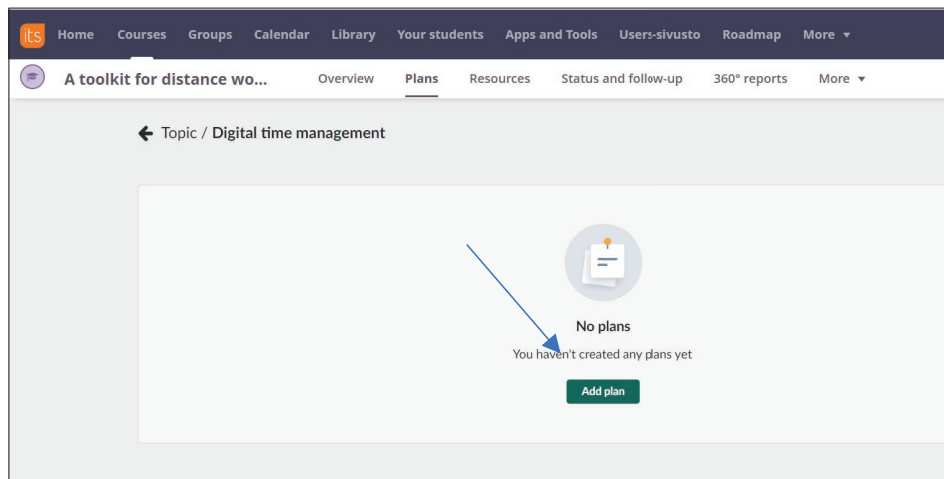 its Home Courses Groups Calendar Library Your students Apps and Tools Users-sivusto Roadmap More
A toolkit for distance wo... Overview Plans Resources Status and follow-up 360° reports More
Topic / Digital time management
No plans
You haven't created any plans yet
Add plan